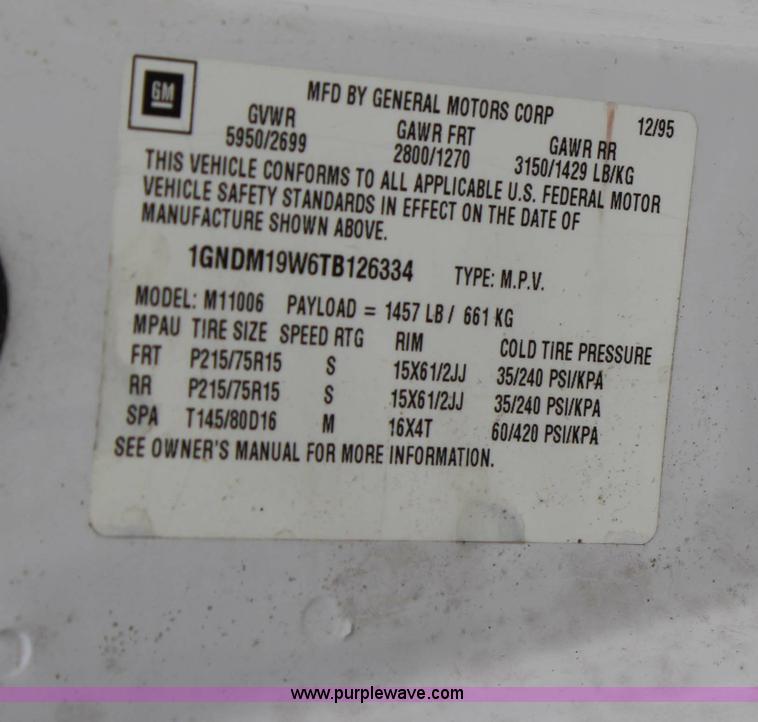 GM
MFD BY GENERAL MOTORS CORP 12/95
GVWR GAWR FRT GAWR RR
5950/2699 2800/1270 3150/1429 LB/KG
THIS VEHICLE CONFORMS TO ALL APPLICABLE U.S. FEDERAL MOTOR
VEHICLE SAFETY STANDARDS IN EFFECT ON THE DATE OF
MANUFACTURE SHOWN ABOVE.
1GNDM19W6TB126334 TYPE: M.P.V.
MODEL: M11006 PAYLOAD = 1457 LB / 661 KG
MPAU TIRE SIZE SPEED RTG RIM COLD TIRE PRESSURE
FRT P215/75R15 S 15X61/2JJ 35/240 PSI/KPA
RR P215/75R15 S 15X61/2JJ 35/240 PSI/KPA
SPA T145/80D16 M 16X4T 60/420 PSI/KPA
SEE OWNER'S MANUAL FOR MORE INFORMATION.
www.purplewave.com